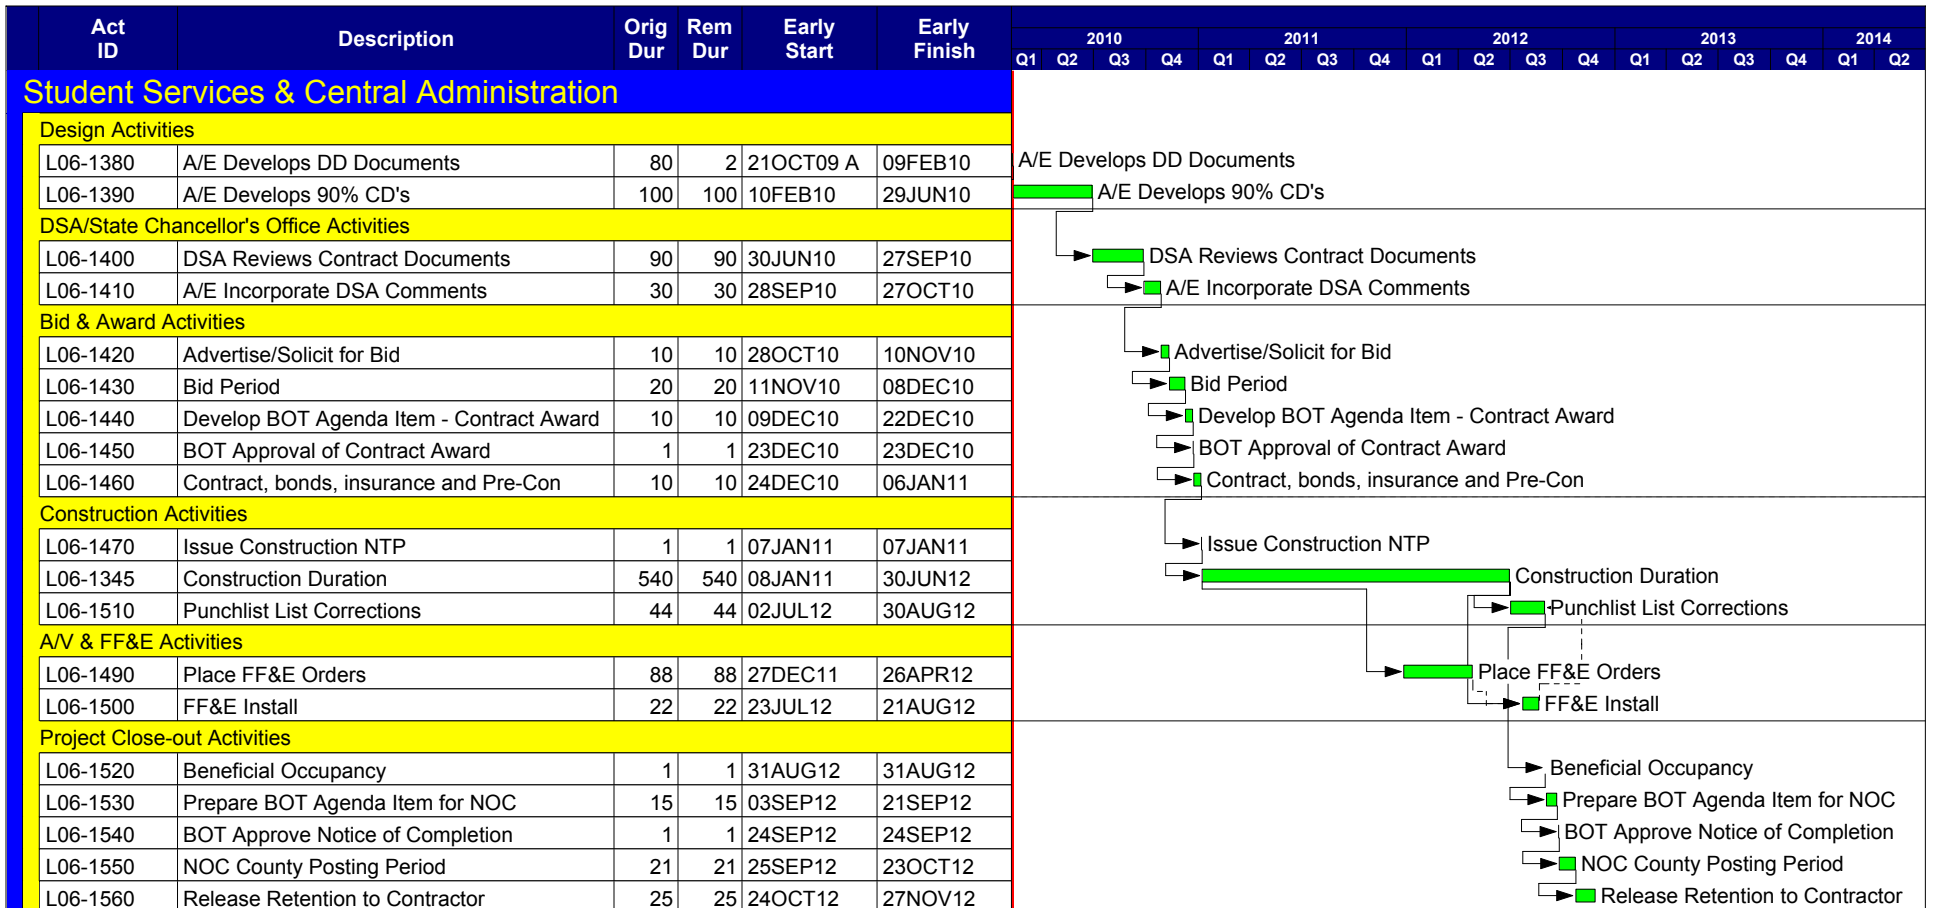 Act ID Description Orig Dur Rem Dur Early Start Early Finish
2010 2011 2012 2013 2014
Q1 Q2 Q3 Q4 Q1 Q2 Q3 Q4 Q1 Q2 Q3 Q4 Q1 Q2 Q3 Q4 Q1 Q2
Student Services & Central Administration
Design Activities
L06-1380 A/E Develops DD Documents 80 2 21OCT09 A 09FEB10 A/E Develops DD Documents
L06-1390 A/E Develops 90% CD's 100 100 10FEB10 29JUN10 A/E Develops 90% CD's
DSA/State Chancellor's Office Activities
L06-1400 DSA Reviews Contract Documents 90 90 30JUN10 27SEP10 DSA Reviews Contract Documents
L06-1410 A/E Incorporate DSA Comments 30 30 28SEP10 27OCT10 A/E Incorporate DSA Comments
Bid & Award Activities
L06-1420 Advertise/Solicit for Bid 10 10 28OCT10 10NOV10 Advertise/Solicit for Bid
L06-1430 Bid Period 20 20 11NOV10 08DEC10 Bid Period
L06-1440 Develop BOT Agenda Item - Contract Award 10 10 09DEC10 22DEC10 Develop BOT Agenda Item - Contract Award
L06-1450 BOT Approval of Contract Award 1 1 23DEC10 23DEC10 BOT Approval of Contract Award
L06-1460 Contract, bonds, insurance and Pre-Con 10 10 24DEC10 06JAN11 Contract, bonds, insurance and Pre-Con
Construction Activities
L06-1470 Issue Construction NTP 1 1 07JAN11 07JAN11 Issue Construction NTP
L06-1345 Construction Duration 540 540 08JAN11 30JUN12 Construction Duration
L06-1510 Punchlist List Corrections 44 44 02JUL12 30AUG12 Punchlist List Corrections
A/V & FF&E Activities
L06-1490 Place FF&E Orders 88 88 27DEC11 26APR12 Place FF&E Orders
L06-1500 FF&E Install 22 22 23JUL12 21AUG12 FF&E Install
Project Close-out Activities
L06-1520 Beneficial Occupancy 1 1 31AUG12 31AUG12 Beneficial Occupancy
L06-1530 Prepare BOT Agenda Item for NOC 15 15 03SEP12 21SEP12 Prepare BOT Agenda Item for NOC
L06-1540 BOT Approve Notice of Completion 1 1 24SEP12 24SEP12 BOT Approve Notice of Completion
L06-1550 NOC County Posting Period 21 21 25SEP12 23OCT12 NOC County Posting Period
L06-1560 Release Retention to Contractor 25 25 24OCT12 27NOV12 Release Retention to Contractor